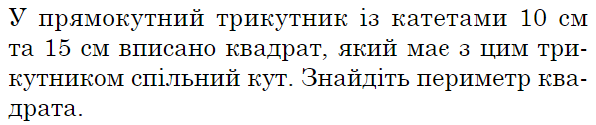 У прямокутний трикутник із катетами 10 см
та 15 см вписано квадрат, який має з цим три-
кутником спільний кут. Знайдіть периметр ква-
драта.